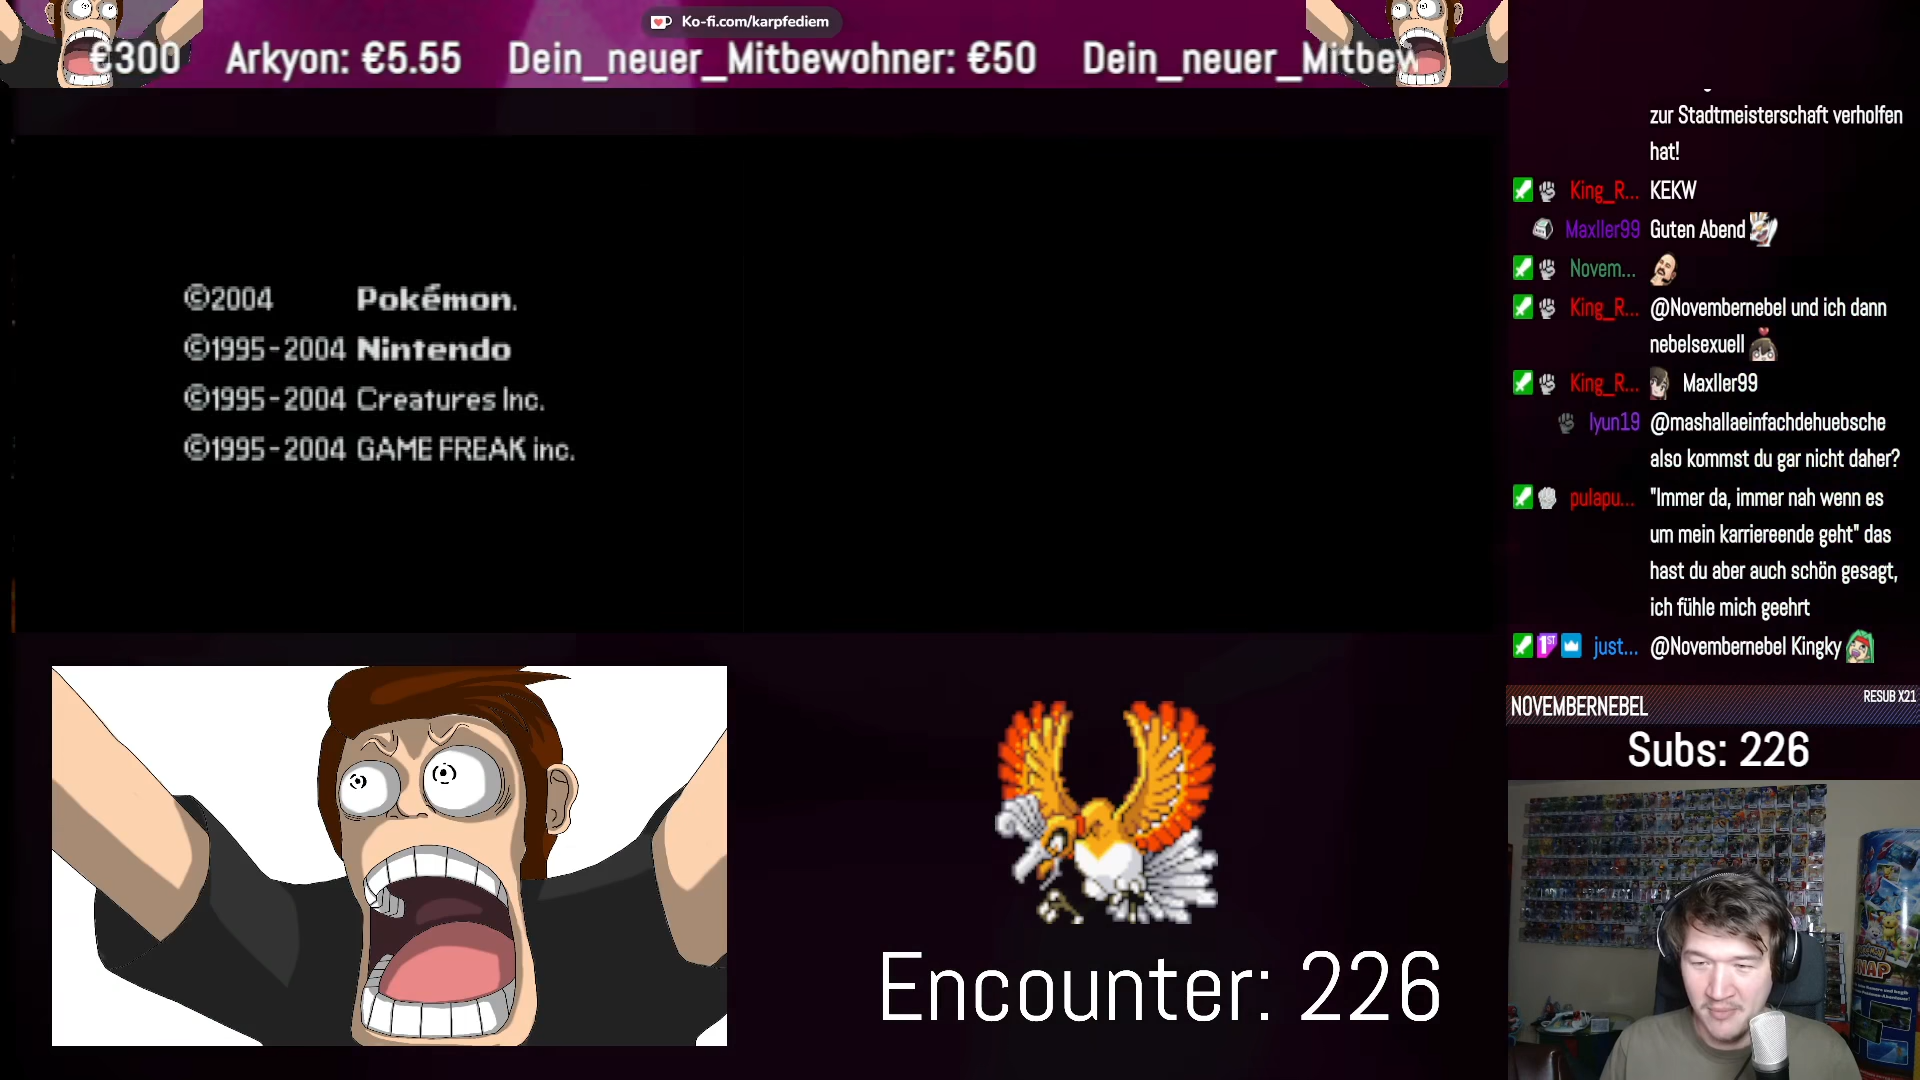 Ko-fi.com/karpfediem
€300 Arkyon: €5.55 Dein_neuer_Mitbewohner: €50 Dein_neuer_Mitbew
©2004 Pokémon.
©1995-2004 Nintendo
©1995-2004 Creatures Inc.
©1995-2004 GAME FREAK inc.
zur Stadtmeisterschaft verholfen
hat!
King_R... KEKW
Maxller99 Guten Abend
Novem...
King_R... @Novembernebel und ich dann
nebelsexuell
King_R... Maxller99
lyun19 @mashallaeinfachdehuebsche
also kommst du gar nicht daher?
pulapu... "Immer da, immer nah wenn es
um mein karriereende geht" das
hast du aber auch schön gesagt,
ich fühle mich geehrt
just... @Novembernebel Kingky
NOVEMBERNEBEL RESUB X21
Subs: 226
Encounter: 226
SNAP